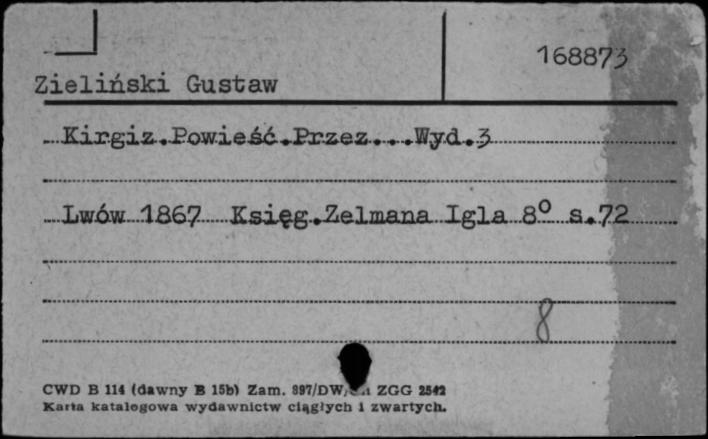 168873
Zieliński Gustaw
Kirgiz.Powieść.Przez...Wyd.3
Lwów 1867 Księg.Zelmana Igla 8° s.72
8
CWD B 114 (dawny B 15b) Zam. 897/DW/ ZGG 2542
Karta katalogowa wydawnictw ciągłych i zwartych.